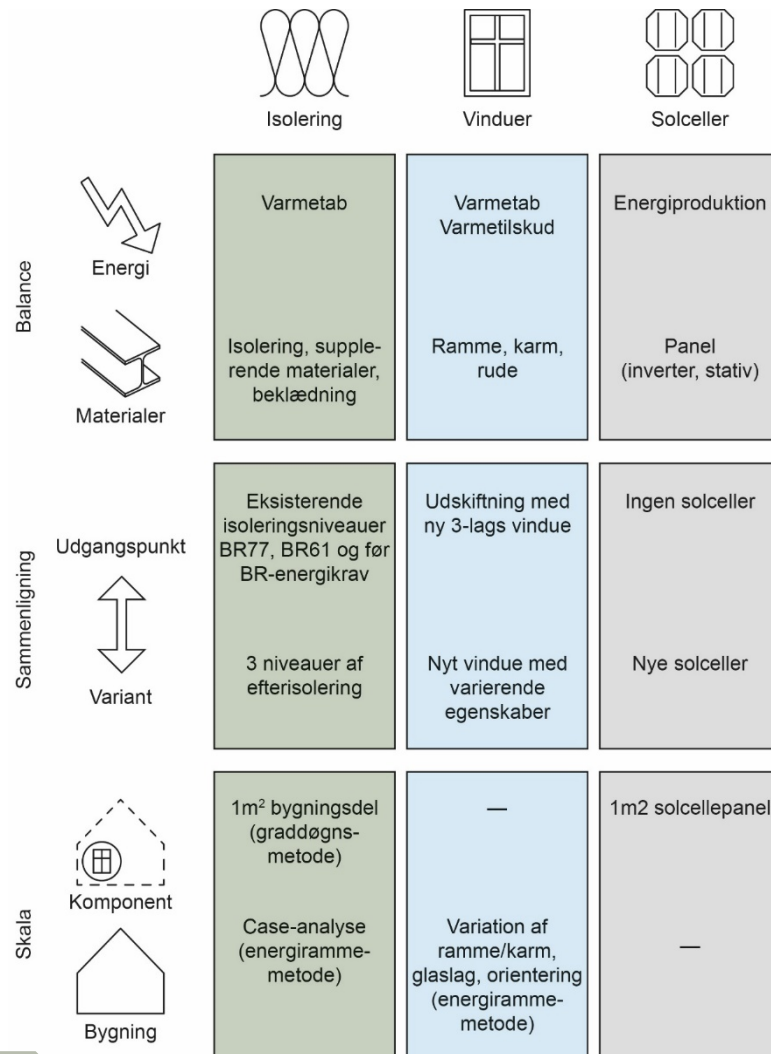 Isolering
Vinduer
Solceller
Balance
Energi
Varmetab
Varmetab
Varmetilskud
Energiproduktion
Materialer
Isolering, supple-
rende materialer,
beklædning
Ramme, karm,
rude
Panel
(inverter, stativ)
Sammenligning
Udgangspunkt
Eksisterende
isoleringsniveauer
BR77, BR61 og før
BR-energikrav
Udskiftning med
ny 3-lags vindue
Ingen solceller
Variant
3 niveauer af
efterisolering
Nyt vindue med
varierende
egenskaber
Nye solceller
Skala
Komponent
1m² bygningsdel
(graddøgns-
metode)
—
1m2 solcellepanel
Bygning
Case-analyse
(energiramme-
metode)
Variation af
ramme/karm,
glaslag, orientering
(energiramme-
metode)
—